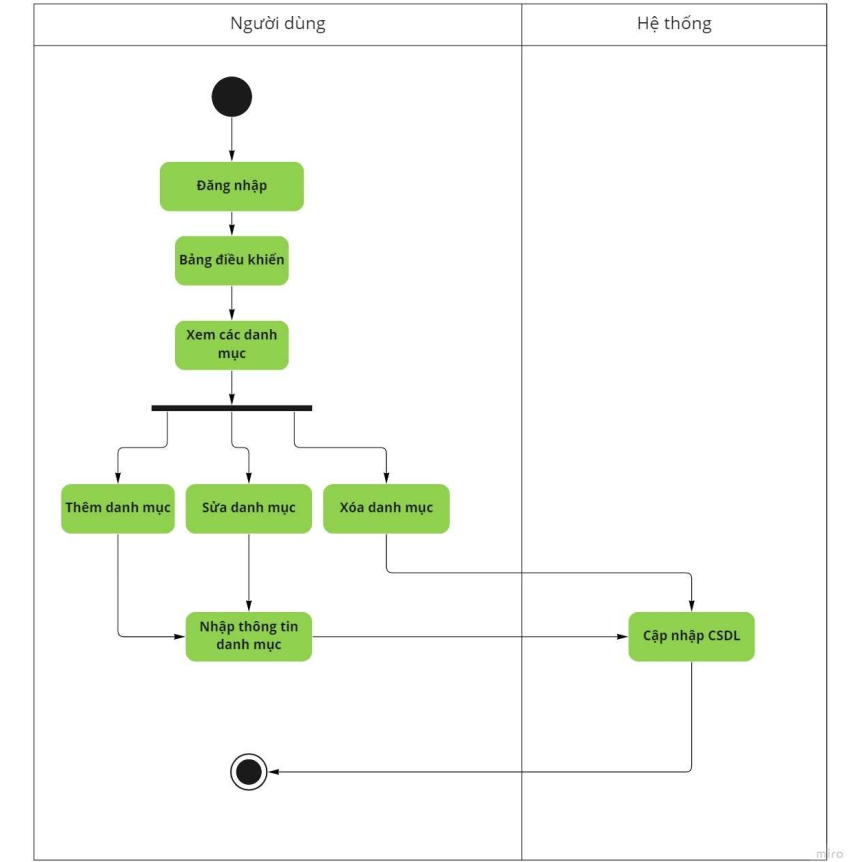 Người dùng
Hệ thống
Đăng nhập
Bảng điều khiến
Xem các danh
mục
Thêm danh mục
Sửa danh mục
Xóa danh mục
Nhập thông tin
danh mục
Cập nhập CSDL
miro